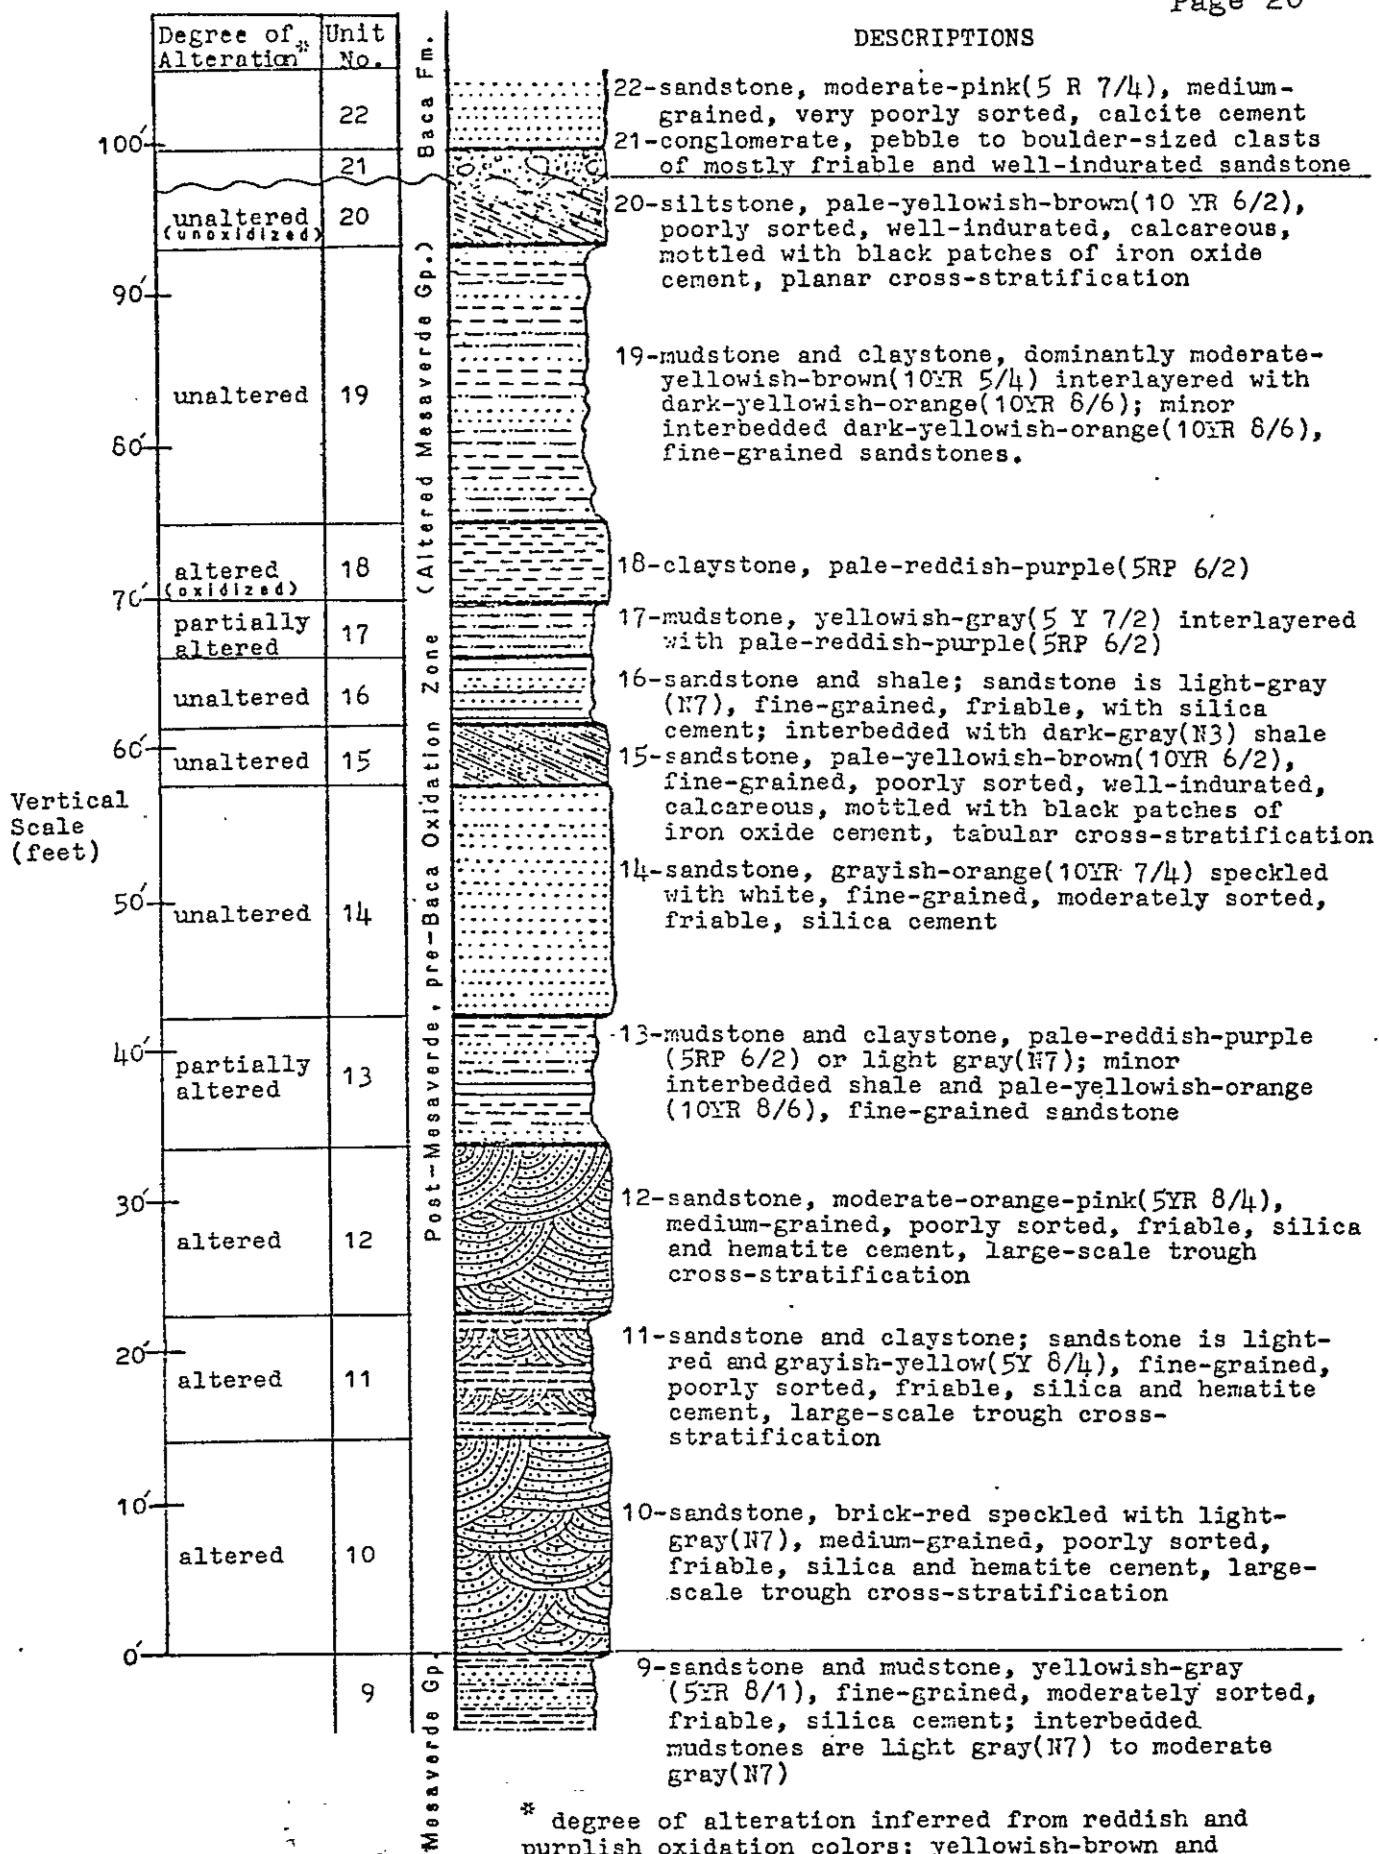 Page 20
Degree of Alteration*
Unit No.
DESCRIPTIONS
Baca Fm.
Post-Mesaverde, pre-Baca Oxidation Zone (Altered Mesaverde Gp.)
Mesaverde Gp.
Vertical
Scale
(feet)
100'
90'
80'
70'
60'
50'
40'
30'
20'
10'
0'
22
21
unaltered
(unoxidized)
20
unaltered 19
altered
(oxidized)
18
partially
altered
17
unaltered 16
unaltered 15
unaltered 14
partially
altered
13
altered 12
altered 11
altered 10
9
22-sandstone, moderate-pink(5 R 7/4), medium-
grained, very poorly sorted, calcite cement
21-conglomerate, pebble to boulder-sized clasts
of mostly friable and well-indurated sandstone
20-siltstone, pale-yellowish-brown(10 YR 6/2),
poorly sorted, well-indurated, calcareous,
mottled with black patches of iron oxide
cement, planar cross-stratification
19-mudstone and claystone, dominantly moderate-
yellowish-brown(10YR 5/4) interlayered with
dark-yellowish-orange(10YR 8/6); minor
interbedded dark-yellowish-orange(10YR 8/6),
fine-grained sandstones.
18-claystone, pale-reddish-purple(5RP 6/2)
17-mudstone, yellowish-gray(5 Y 7/2) interlayered
with pale-reddish-purple(5RP 6/2)
16-sandstone and shale; sandstone is light-gray
(N7), fine-grained, friable, with silica
cement; interbedded with dark-gray(N3) shale
15-sandstone, pale-yellowish-brown(10YR 6/2),
fine-grained, poorly sorted, well-indurated,
calcareous, mottled with black patches of
iron oxide cement, tabular cross-stratification
14-sandstone, grayish-orange(10YR 7/4) speckled
with white, fine-grained, moderately sorted,
friable, silica cement
13-mudstone and claystone, pale-reddish-purple
(5RP 6/2) or light gray(N7); minor
interbedded shale and pale-yellowish-orange
(10YR 8/6), fine-grained sandstone
12-sandstone, moderate-orange-pink(5YR 8/4),
medium-grained, poorly sorted, friable, silica
and hematite cement, large-scale trough
cross-stratification
11-sandstone and claystone; sandstone is light-
red and grayish-yellow(5Y 8/4), fine-grained,
poorly sorted, friable, silica and hematite
cement, large-scale trough cross-
stratification
10-sandstone, brick-red speckled with light-
gray(N7), medium-grained, poorly sorted,
friable, silica and hematite cement, large-
scale trough cross-stratification
9-sandstone and mudstone, yellowish-gray
(5YR 8/1), fine-grained, moderately sorted,
friable, silica cement; interbedded
mudstones are light gray(N7) to moderate
gray(N7)
* degree of alteration inferred from reddish and
purplish oxidation colors; yellowish-brown and